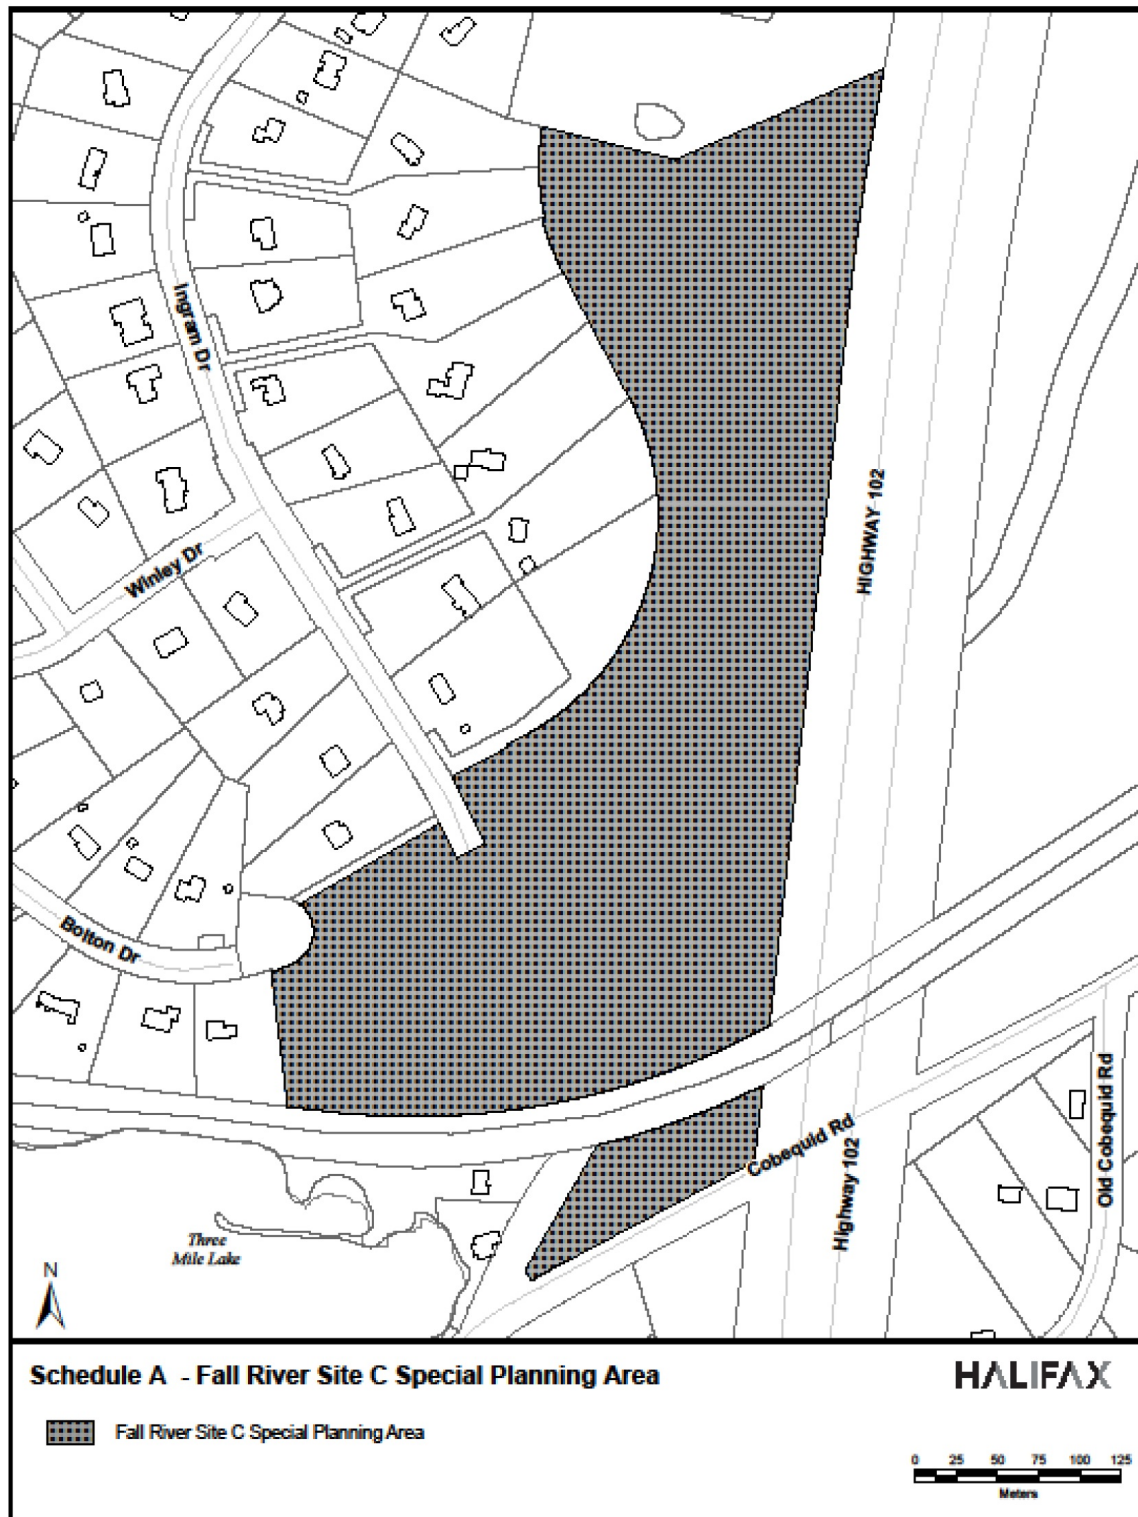 Ingram Dr
HIGHWAY 102
Winley Dr
Bolton Dr
Cobequid Rd
Old Cobequid Rd
Highway 102
Three
Mile Lake
N
Schedule A - Fall River Site C Special Planning Area
HALIFAX
Fall River Site C Special Planning Area
0 25 50 75 100 125
Meters